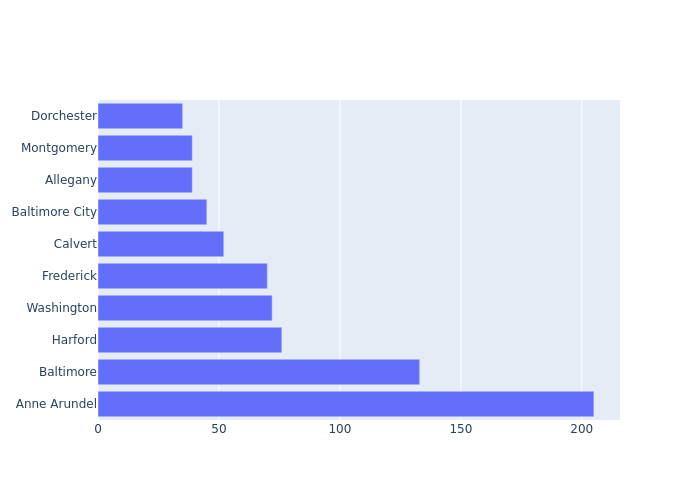 Dorchester
Montgomery
Allegany
Baltimore City
Calvert
Frederick
Washington
Harford
Baltimore
Anne Arundel
0 50 100 150 200